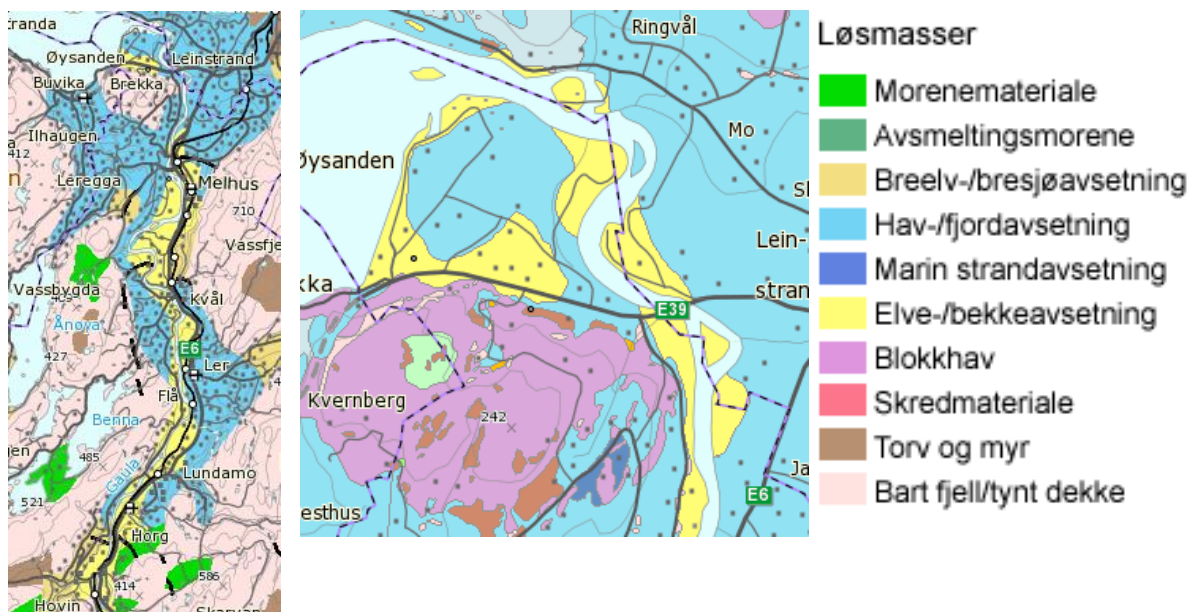 tranda
Øysanden
Leinstrand
Buvika
Brekka
Ilhaugen
412
Leregga
Melhus
710
Vassfje
Vassbygda
Kvål
Ånøya
427
E6
Ler
Flå
Benna
485
Lundamo
Gaula
521
Horg
586
414
Hovin
Skarvan
Ringvål
Mo
Øysanden
Lein-
kka
stran
E39
Kvernberg
242
Ja
E6
esthus
Løsmasser
Morenemateriale
Avsmeltingsmorene
Breelv-/bresjøavsetning
Hav-/fjordavsetning
Marin strandavsetning
Elve-/bekkeavsetning
Blokkhav
Skredmateriale
Torv og myr
Bart fjell/tynt dekke